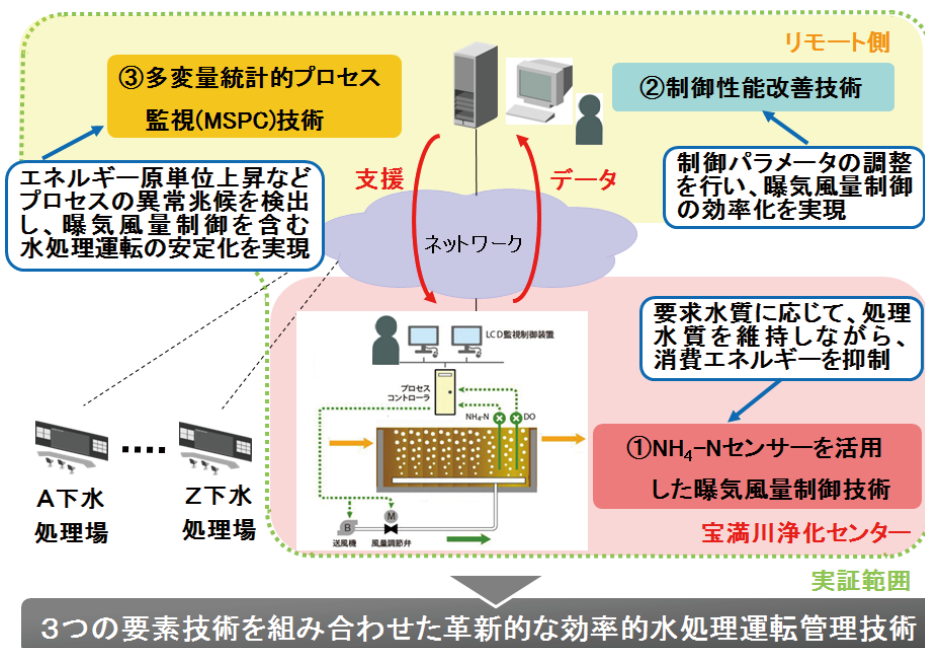 リモート側
③多変量統計的プロセス
監視(MSPC)技術
②制御性能改善技術
エネルギー原単位上昇など
プロセスの異常兆候を検出
し、曝気風量制御を含む
水処理運転の安定化を実現
支援
データ
制御パラメータの調整
を行い、曝気風量制御
の効率化を実現
ネットワーク
要求水質に応じて、処理
水質を維持しながら、
消費エネルギーを抑制
LCD監視制御装置
プロセス
コントローラ
NH₄-N
DO
①NH₄-Nセンサーを活用
した曝気風量制御技術
A下水
処理場
....
Z下水
処理場
M
B
送風機
風量調節弁
宝満川浄化センター
実証範囲
3つの要素技術を組み合わせた革新的な効率的水処理運転管理技術